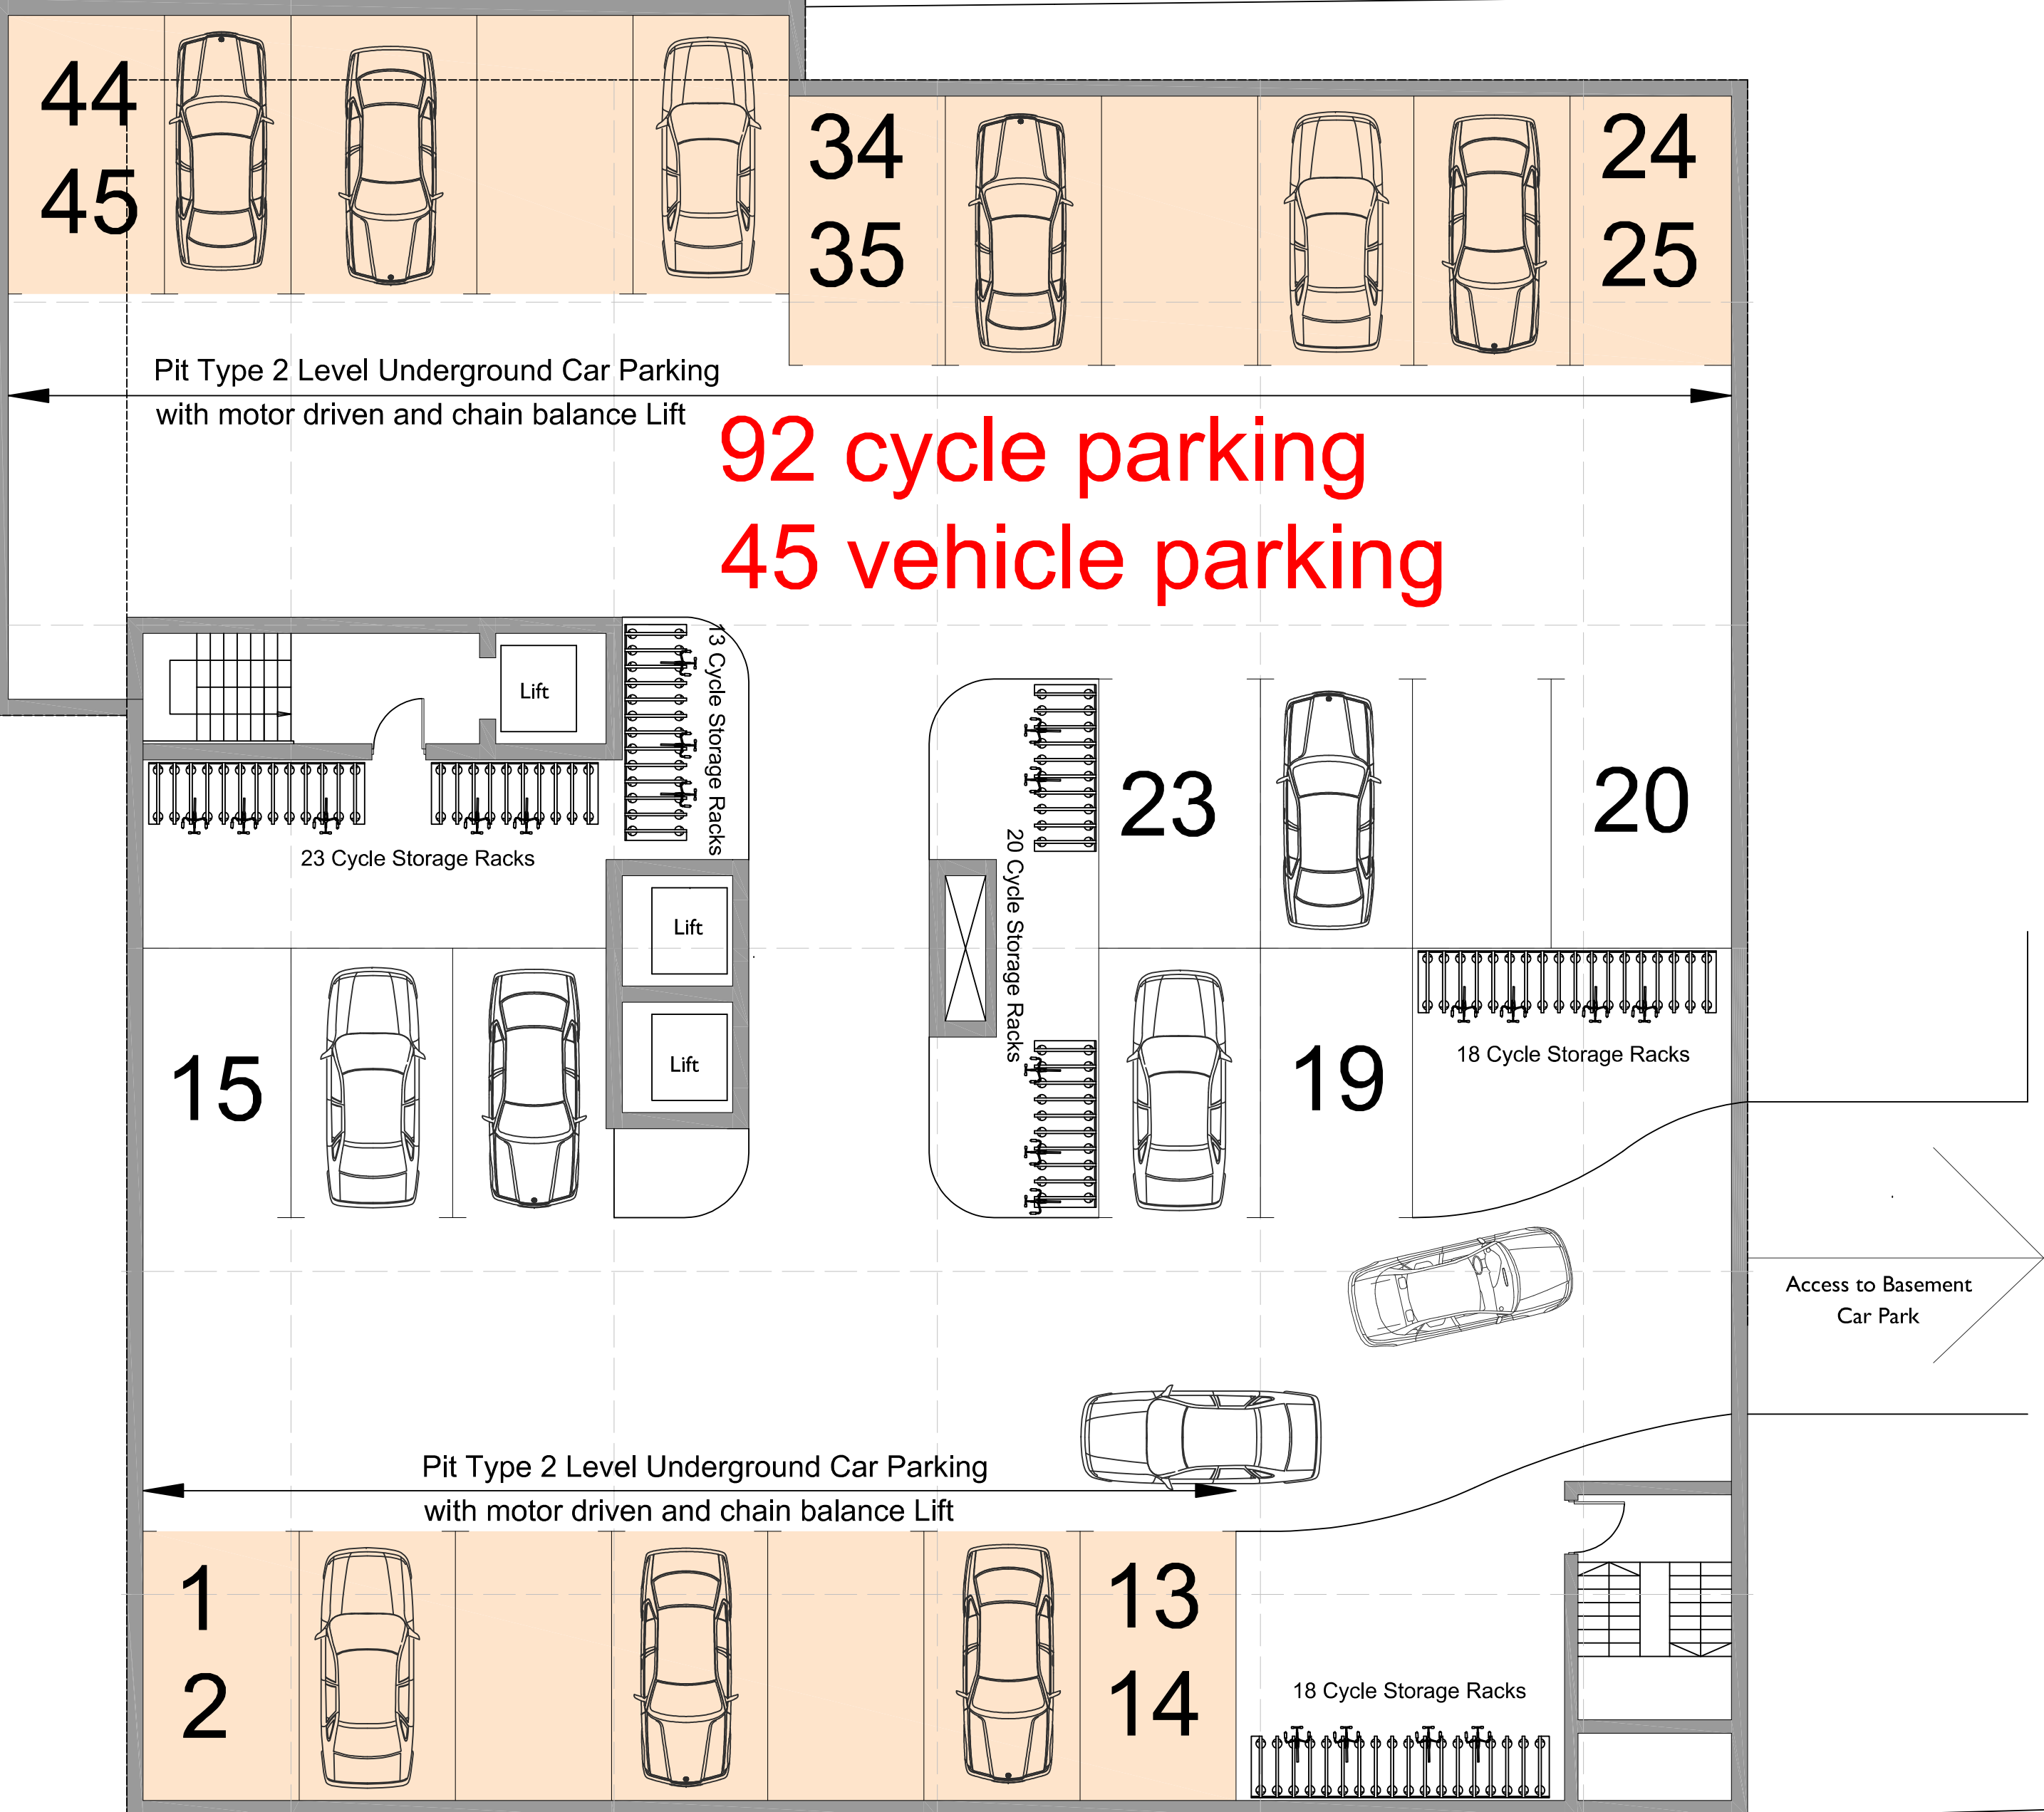 44
45
34
35
24
25
Pit Type 2 Level Underground Car Parking
with motor driven and chain balance Lift
92 cycle parking
45 vehicle parking
Lift
13 Cycle Storage Racks
23
20
23 Cycle Storage Racks
20 Cycle Storage Racks
Lift
Lift
15
19
18 Cycle Storage Racks
Access to Basement
Car Park
Pit Type 2 Level Underground Car Parking
with motor driven and chain balance Lift
1
2
13
14
18 Cycle Storage Racks